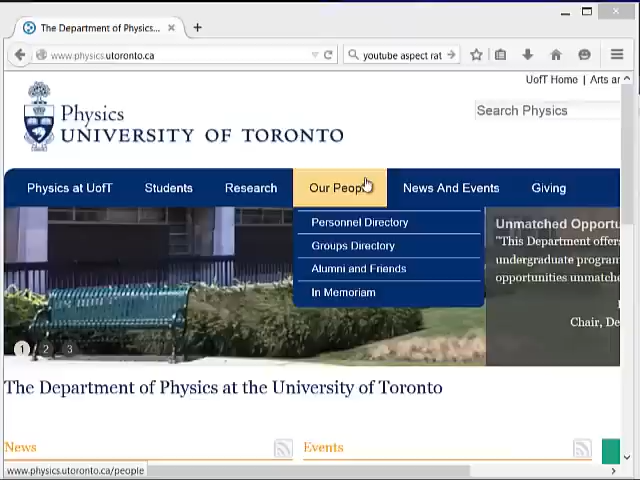 The Department of Physics...
www.physics.utoronto.ca
youtube aspect rat
UofT Home | Arts ar
Physics
UNIVERSITY OF TORONTO
Search Physics
Physics at UofT
Students
Research
Our Peop
News And Events
Giving
Personnel Directory
Groups Directory
Alumni and Friends
In Memoriam
Unmatched Opportu
"This Department offers
undergraduate program
opportunities unmatche
Chair, De
1 / 2 3
The Department of Physics at the University of Toronto
News
Events
www.physics.utoronto.ca/people